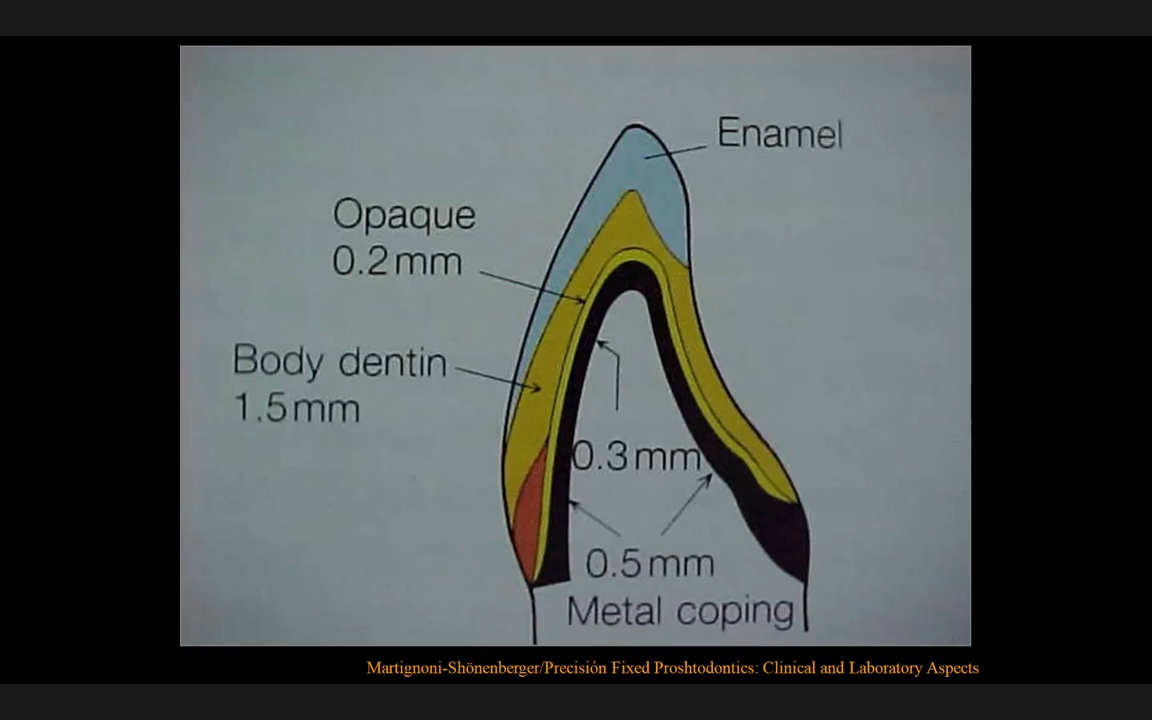 Enamel
Opaque
0.2mm
Body dentin
1.5mm
0.3mm
0.5mm
Metal coping
Martignoni-Shönenberger/Precisión Fixed Proshtodontics: Clinical and Laboratory Aspects